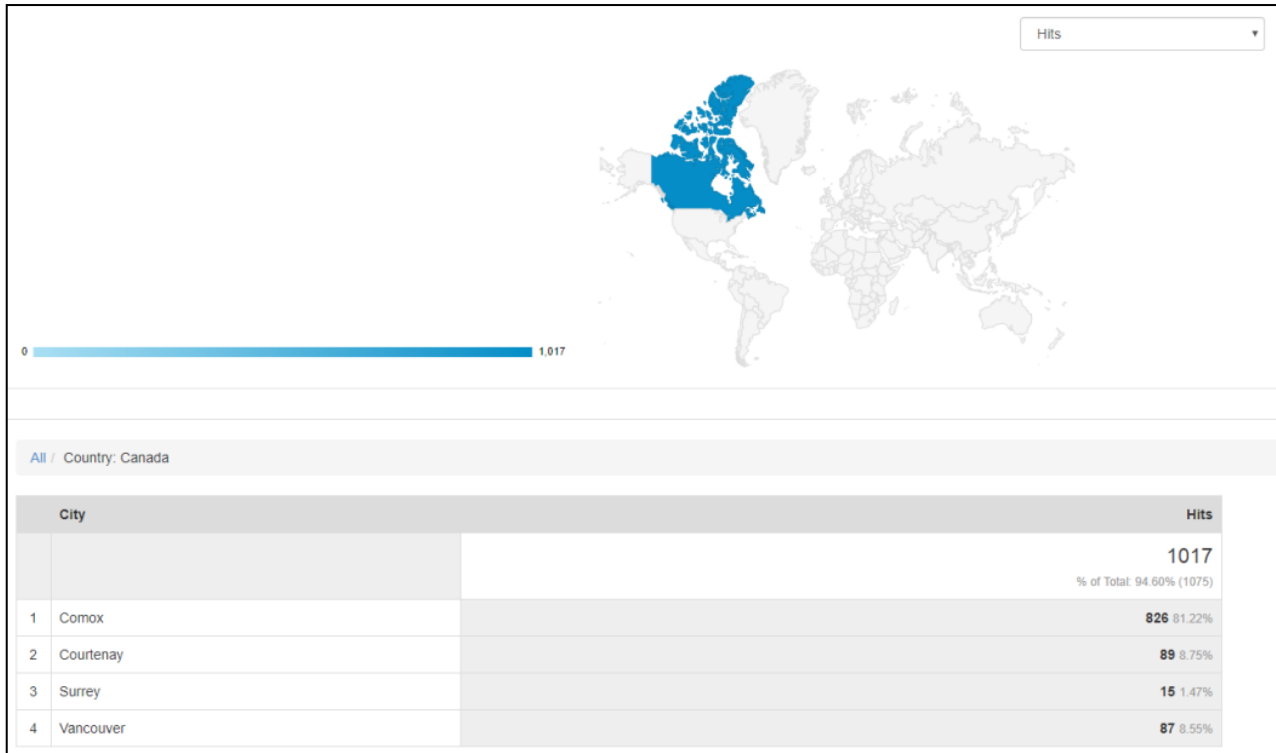 Hits
0 1,017
All / Country: Canada
City Hits
1017
% of Total: 94.60% (1075)
1 Comox 826 81.22%
2 Courtenay 89 8.75%
3 Surrey 15 1.47%
4 Vancouver 87 8.55%